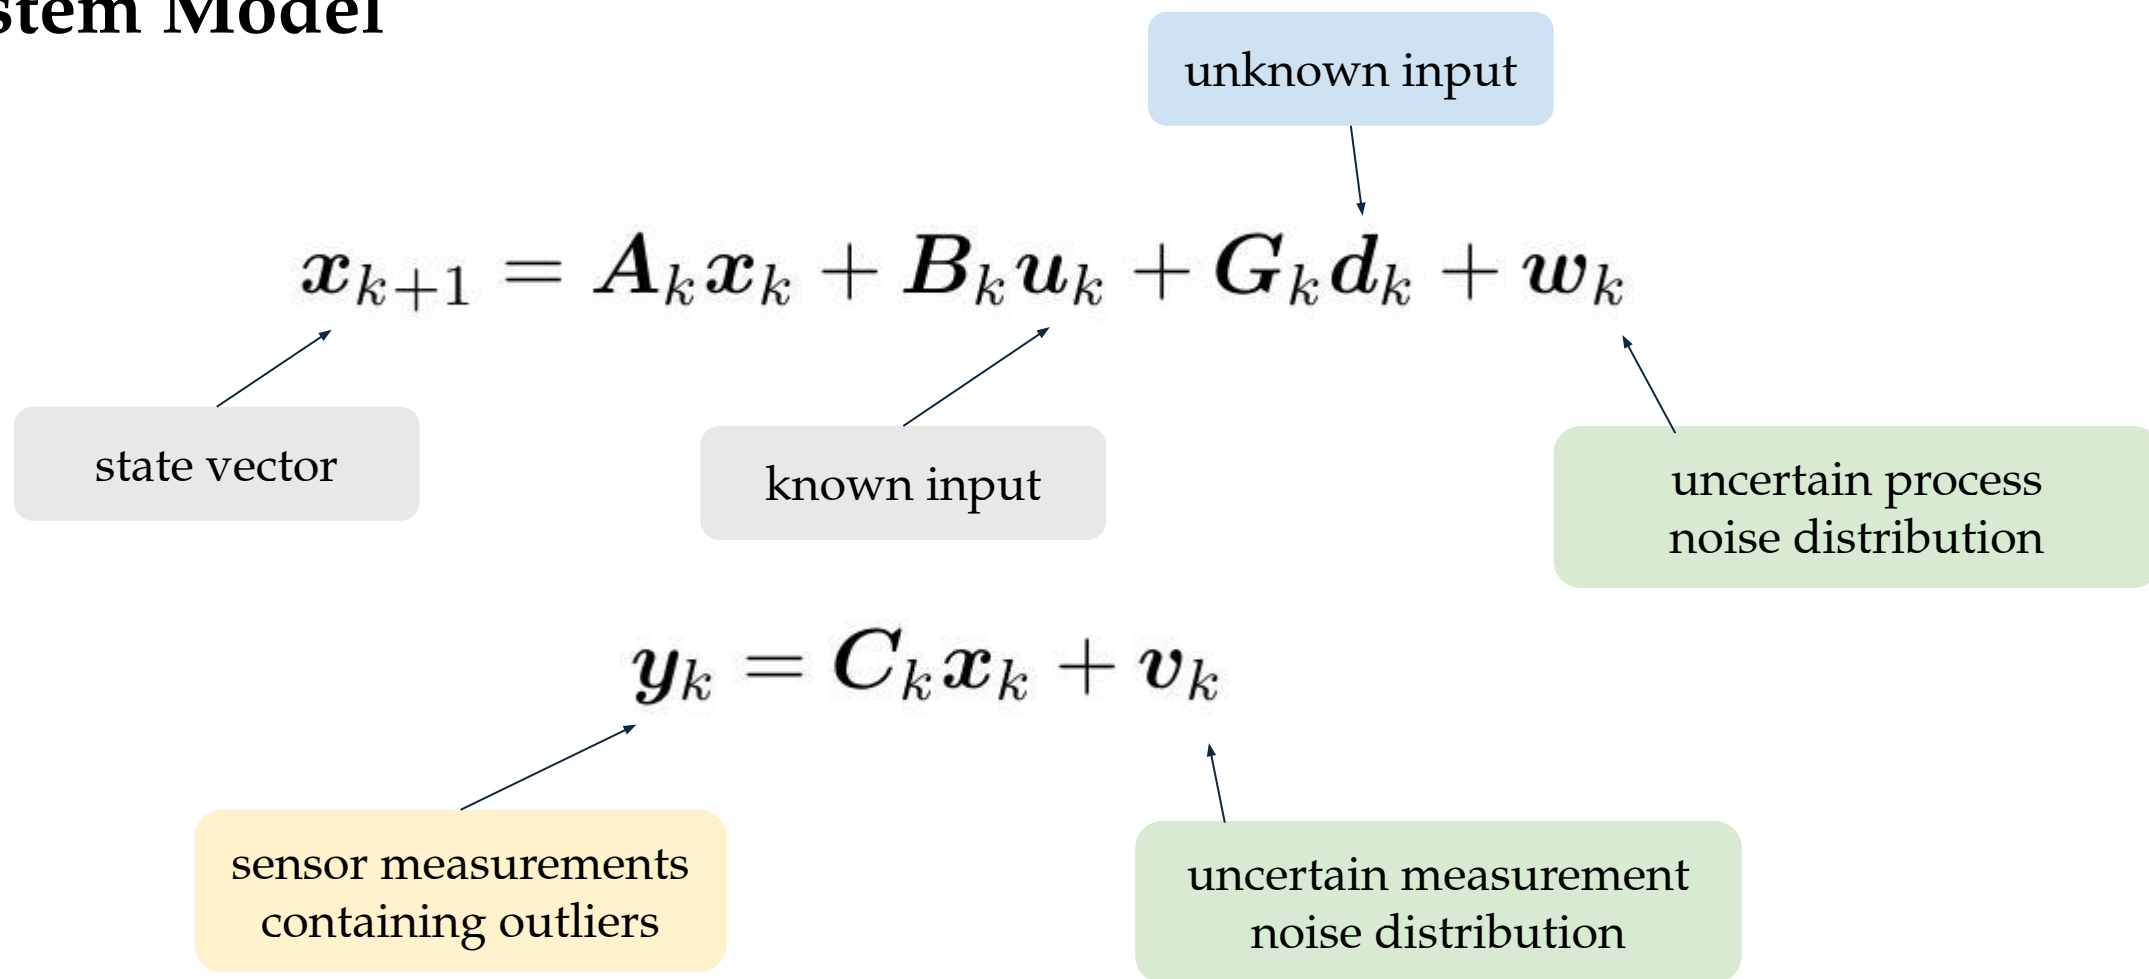 stem Model
unknown input
x_{k+1} = A_k x_k + B_k u_k + G_k d_k + w_k
state vector
known input
uncertain process
noise distribution
y_k = C_k x_k + v_k
sensor measurements
containing outliers
uncertain measurement
noise distribution